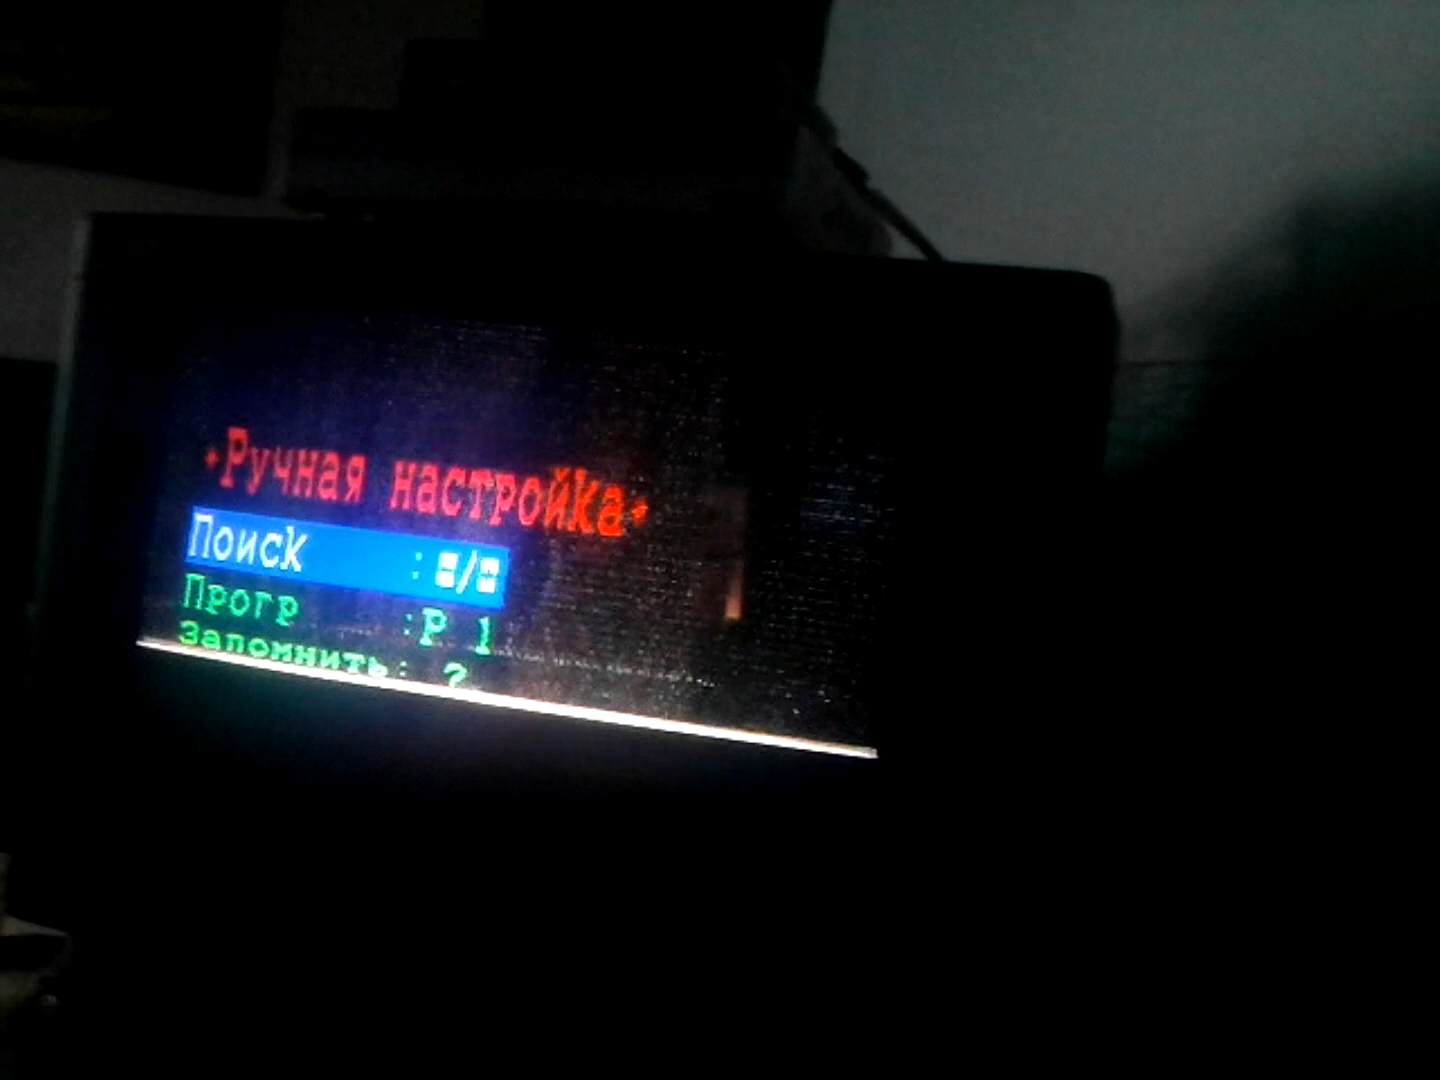 Ручная настройка
Поиск : /
Прогр : P 1
Запомнить: ?